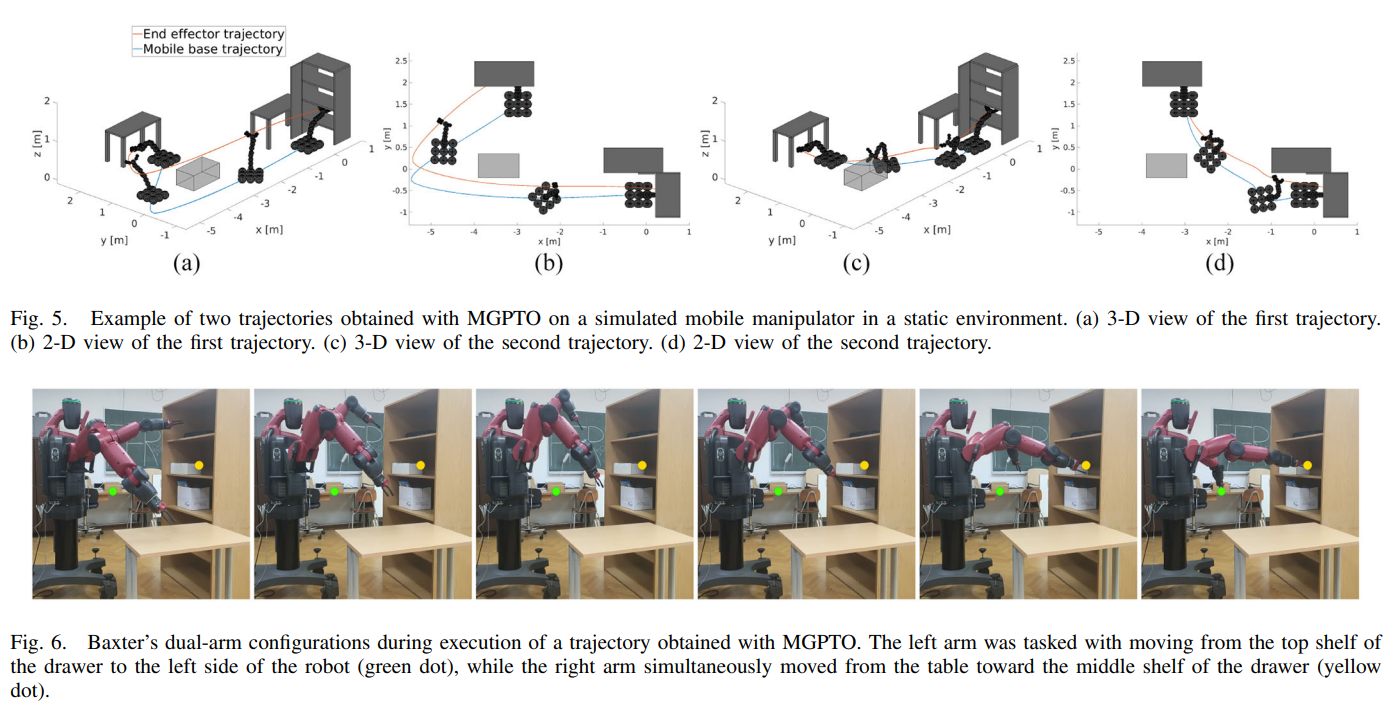 End effector trajectory
Mobile base trajectory
2
1
0
z [m]
2
1
0
-1
y [m]
-5
-4
-3
-2
-1
0
1
x [m]
(a)
2.5
2
1.5
1
0.5
0
-0.5
-1
y [m]
-5
-4
-3
-2
-1
0
1
x [m]
(b)
2
1
0
z [m]
2
1
0
-1
y [m]
-5
-4
-3
-2
-1
0
1
x [m]
(c)
2.5
2
1.5
1
0.5
0
-0.5
-1
y [m]
-5
-4
-3
-2
-1
0
1
x [m]
(d)
Fig. 5. Example of two trajectories obtained with MGPTO on a simulated mobile manipulator in a static environment. (a) 3-D view of the first trajectory.
(b) 2-D view of the first trajectory. (c) 3-D view of the second trajectory. (d) 2-D view of the second trajectory.
Fig. 6. Baxter's dual-arm configurations during execution of a trajectory obtained with MGPTO. The left arm was tasked with moving from the top shelf of
the drawer to the left side of the robot (green dot), while the right arm simultaneously moved from the table toward the middle shelf of the drawer (yellow
dot).